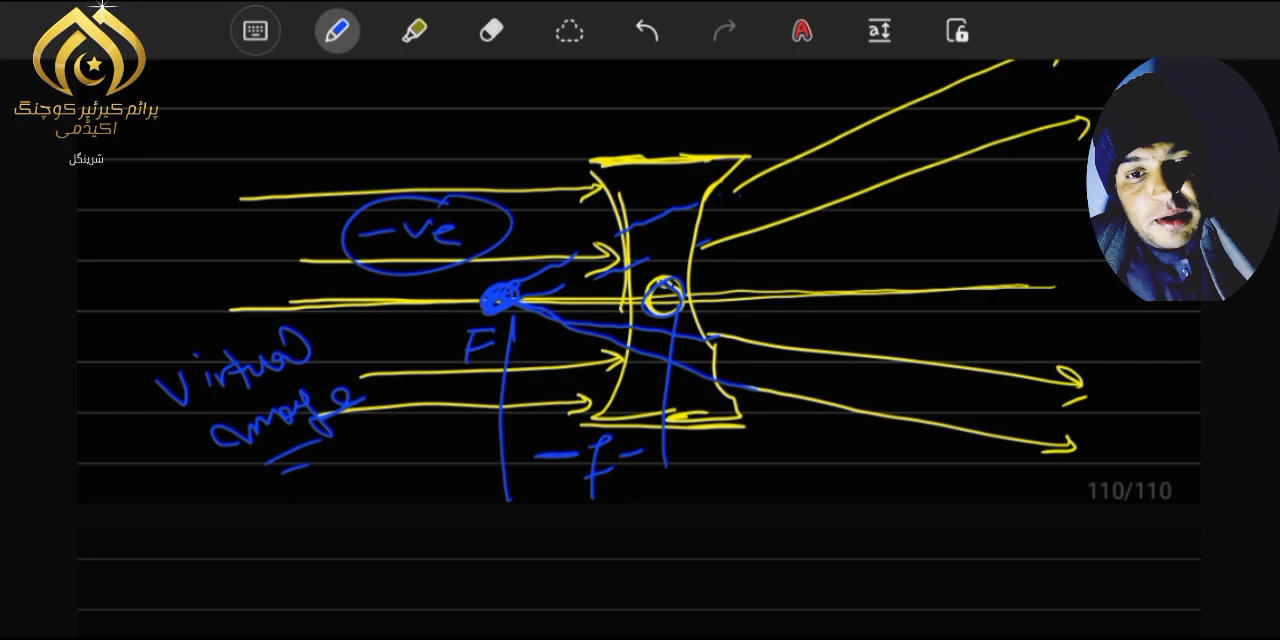 پرائم کیرئیر کوچنگ
اکیڈمی
شرینگل
-ve
F
Virtual
image
-f-
110/110